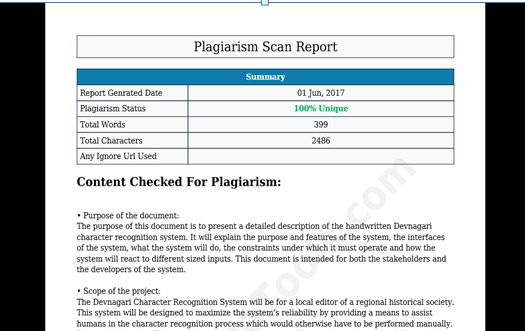 Plagiarism Scan Report
Summary
Report Genrated Date 01 Jun, 2017
Plagiarism Status 100% Unique
Total Words 399
Total Characters 2486
Any Ignore Url Used
Content Checked For Plagiarism:
• Purpose of the document:
The purpose of this document is to present a detailed description of the handwritten Devnagari
character recognition system. It will explain the purpose and features of the system, the interfaces
of the system, what the system will do, the constraints under which it must operate and how the
system will react to different sized inputs. This document is intended for both the stakeholders and
the developers of the system.
• Scope of the project:
The Devnagari Character Recognition System will be for a local editor of a regional historical society.
This system will be designed to maximize the system's reliability by providing a means to assist
humans in the character recognition process which would otherwise have to be performed manually.